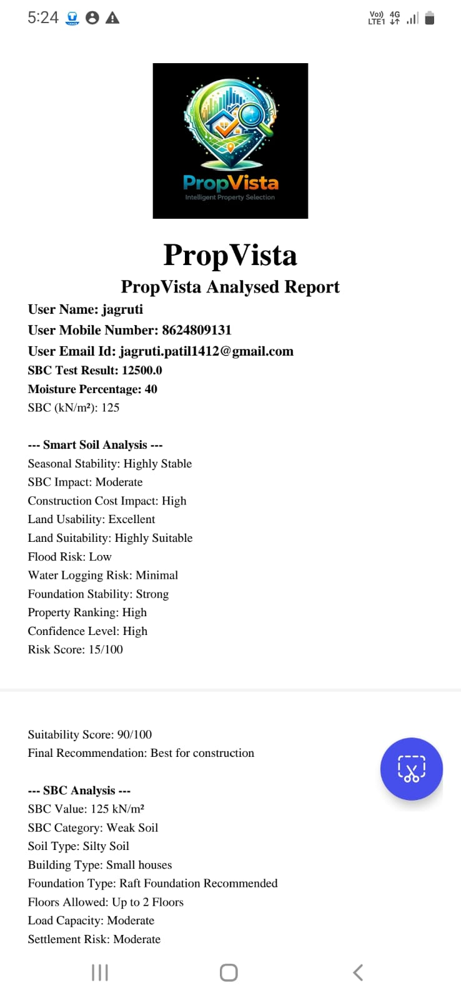 5:24
Vo)) 4G
LTE1
PropVista
Intelligent Property Selection
PropVista
PropVista Analysed Report
User Name: jagruti
User Mobile Number: 8624809131
User Email Id: jagruti.patil1412@gmail.com
SBC Test Result: 12500.0
Moisture Percentage: 40
SBC (kN/m²): 125
--- Smart Soil Analysis ---
Seasonal Stability: Highly Stable
SBC Impact: Moderate
Construction Cost Impact: High
Land Usability: Excellent
Land Suitability: Highly Suitable
Flood Risk: Low
Water Logging Risk: Minimal
Foundation Stability: Strong
Property Ranking: High
Confidence Level: High
Risk Score: 15/100
Suitability Score: 90/100
Final Recommendation: Best for construction
--- SBC Analysis ---
SBC Value: 125 kN/m²
SBC Category: Weak Soil
Soil Type: Silty Soil
Building Type: Small houses
Foundation Type: Raft Foundation Recommended
Floors Allowed: Up to 2 Floors
Load Capacity: Moderate
Settlement Risk: Moderate